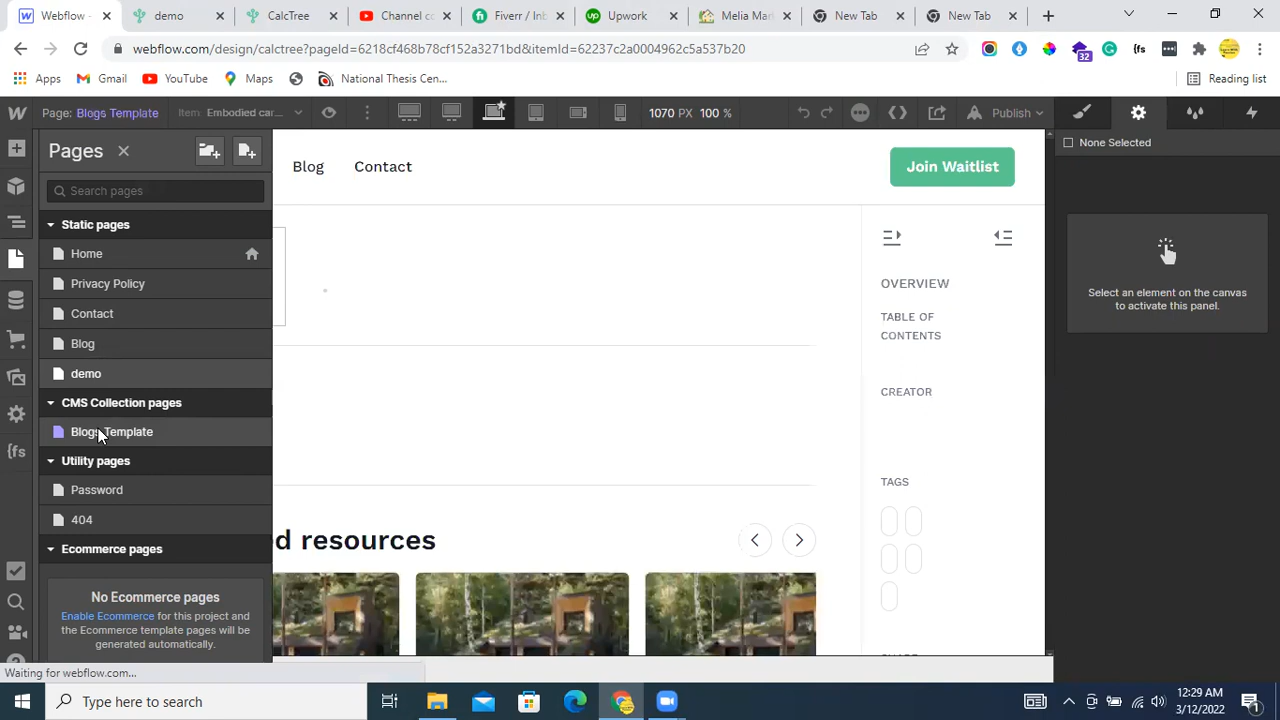 Webflow - 
demo
CalcTree
Channel co
Fiverr / Inb
Upwork
Melia Mar
New Tab
New Tab
webflow.com/design/calctree?pageId=6218cf468b78cf152a3271bd&itemId=62237c2a0004962c5a537b20
32
{fs
Apps
Gmail
YouTube
Maps
National Thesis Cen...
Reading list
Page: Blogs Template
Item: Embodied car...
1070 PX 100 %
Publish
Pages
Search pages
Static pages
Home
Privacy Policy
Contact
Blog
demo
CMS Collection pages
Blogs Template
Utility pages
Password
404
Ecommerce pages
No Ecommerce pages
Enable Ecommerce for this project and
the Ecommerce template pages will be
generated automatically.
{fs
Blog
Contact
Join Waitlist
OVERVIEW
TABLE OF
CONTENTS
CREATOR
TAGS
d resources
None Selected
Select an element on the canvas
to activate this panel.
Waiting for webflow.com...
Type here to search
12:29 AM
3/12/2022
1